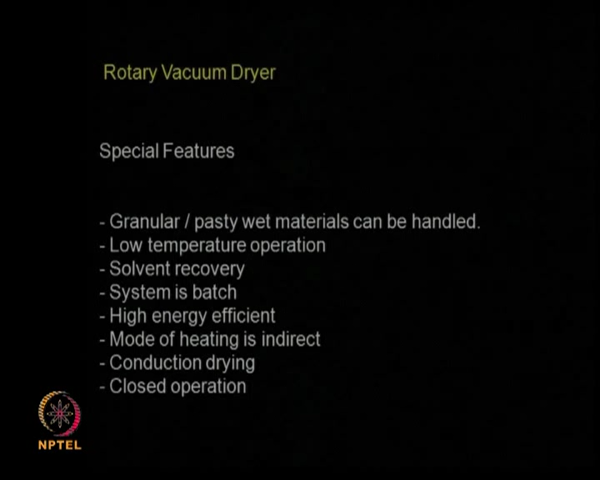 Rotary Vacuum Dryer
Special Features
- Granular / pasty wet materials can be handled.
- Low temperature operation
- Solvent recovery
- System is batch
- High energy efficient
- Mode of heating is indirect
- Conduction drying
- Closed operation
NPTEL